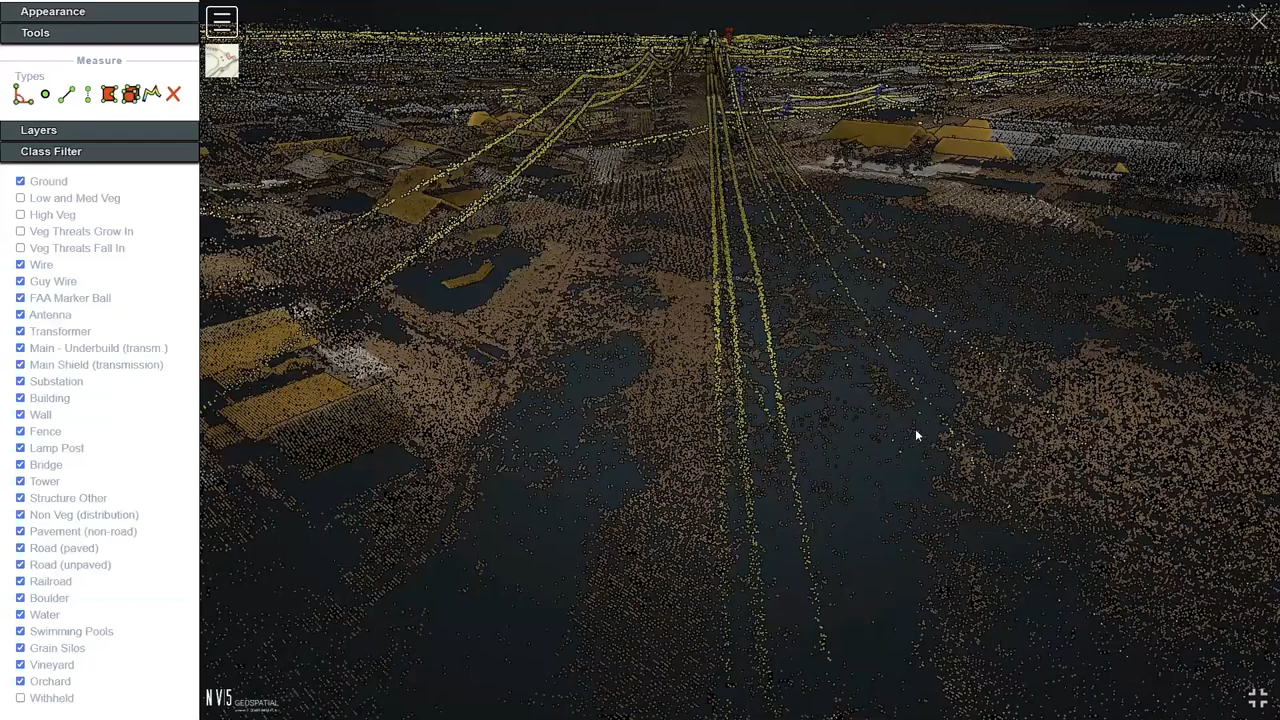 Appearance
Tools
Measure
Types
Layers
Class Filter
Ground
Low and Med Veg
High Veg
Veg Threats Grow In
Veg Threats Fall In
Wire
Guy Wire
FAA Marker Ball
Antenna
Transformer
Main - Underbuild (transm.)
Main Shield (transmission)
Substation
Building
Wall
Fence
Lamp Post
Bridge
Tower
Structure Other
Non Veg (distribution)
Pavement (non-road)
Road (paved)
Road (unpaved)
Railroad
Boulder
Water
Swimming Pools
Grain Silos
Vineyard
Orchard
Withheld
NV5 GEOSPATIAL